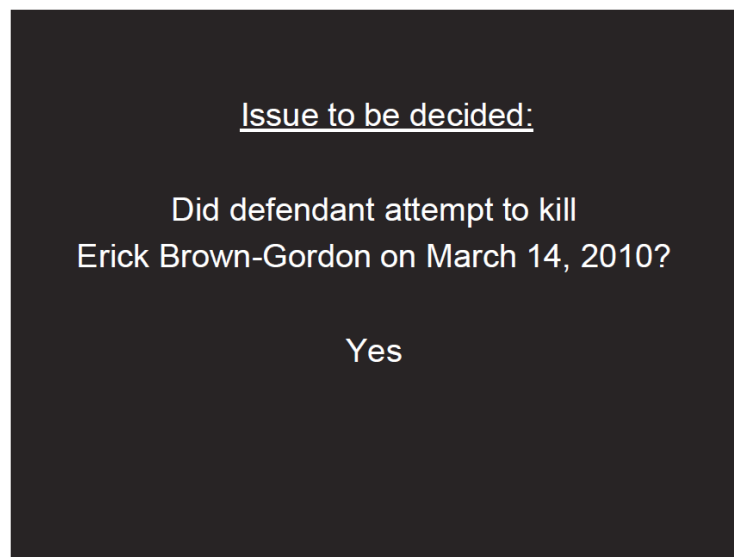 Issue to be decided:
Did defendant attempt to kill
Erick Brown-Gordon on March 14, 2010?
Yes